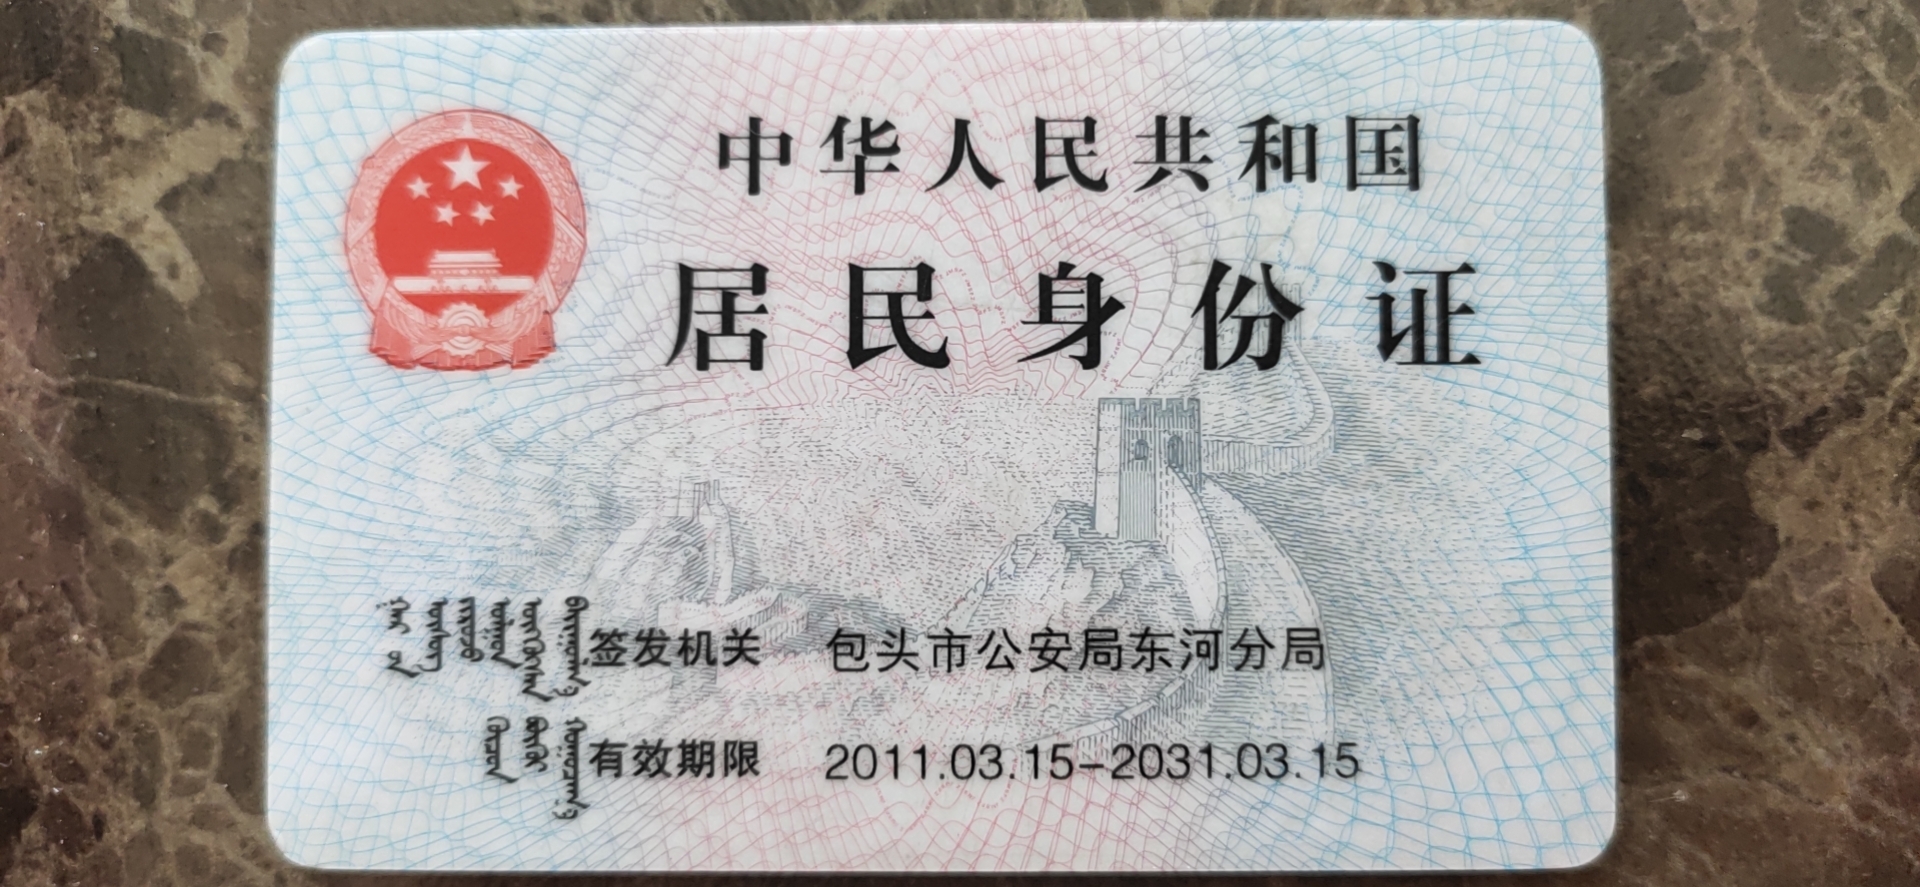 中华人民共和国
居民身份证
签发机关 包头市公安局东河分局
有效期限 2011.03.15-2031.03.15